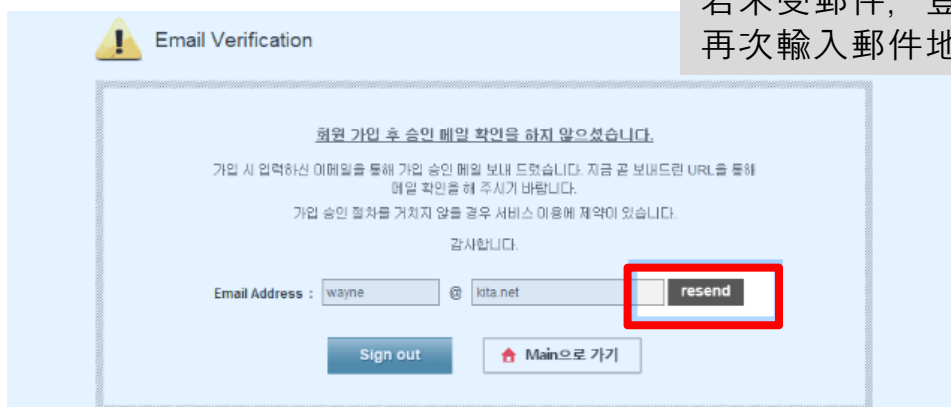 若未受郵件,
再次輸入郵件地
Email Verification
회원 가입 후 승인 메일 확인을 하지 않으셨습니다.
가입 시 입력하신 이메일을 통해 가입 승인 메일 보내 드렸습니다. 지금 곧 보내드린 URL을 통해
메일 확인을 해 주시기 바랍니다.
가입 승인 절차를 거치지 않을 경우 서비스 이용에 제약이 있습니다.
감사합니다.
Email Address : wayne @ kita.net resend
Sign out Main으로 가기